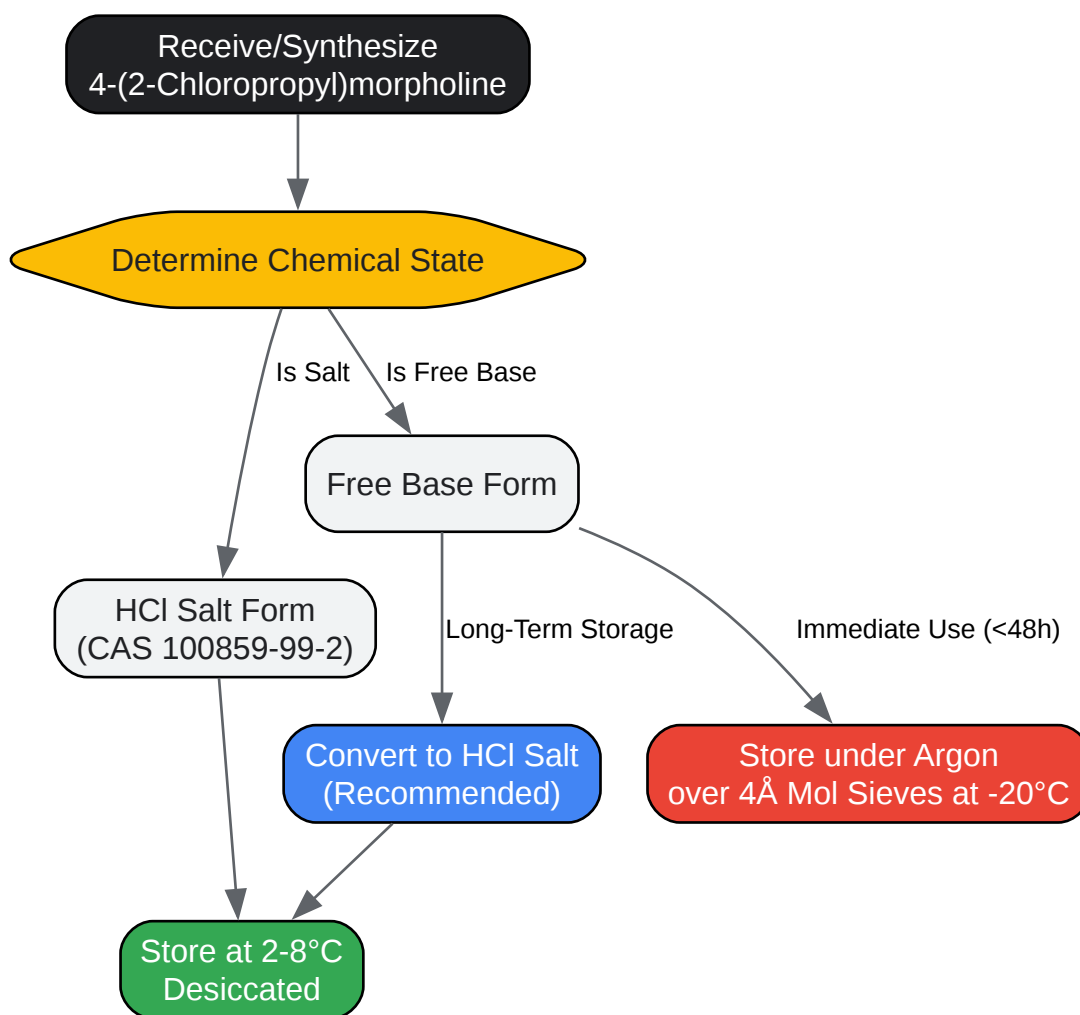 Receive/Synthesize
4-(2-Chloropropyl)morpholine
Determine Chemical State
Is Salt
Is Free Base
Free Base Form
HCl Salt Form
(CAS 100859-99-2)
Long-Term Storage
Immediate Use (<48h)
Convert to HCl Salt
(Recommended)
Store under Argon
over 4Å Mol Sieves at -20°C
Store at 2-8°C
Desiccated